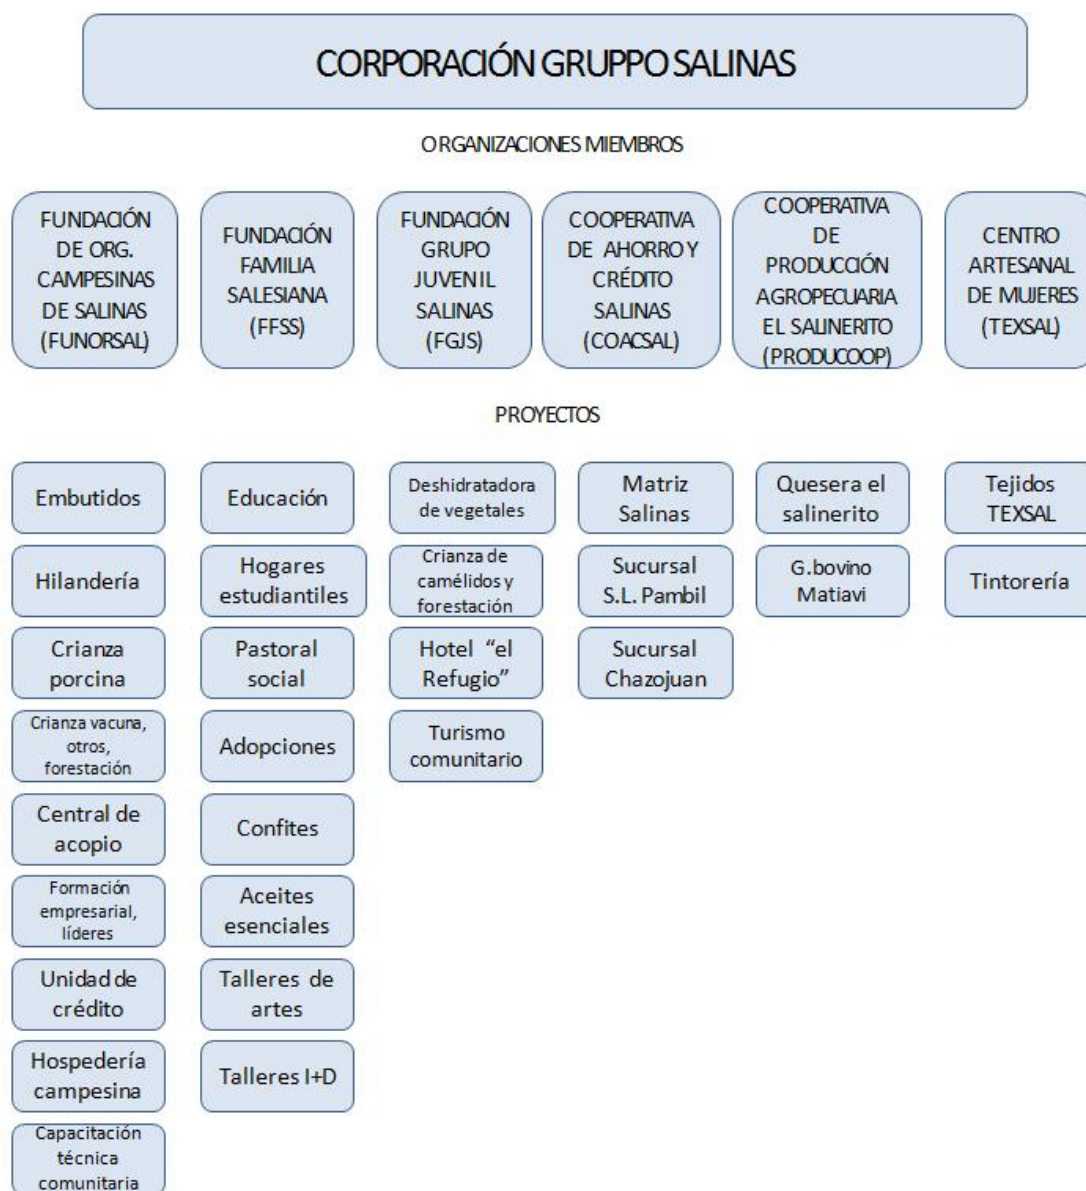 CORPORACIÓN GRUPPO SALINAS
ORGANIZACIONES MIEMBROS
FUNDACIÓN
DE ORG.
CAMPESINAS
DE SALINAS
(FUNORSAL)
FUNDACIÓN
FAMILIA
SALESIANA
(FFSS)
FUNDACIÓN
GRUPO
JUVENIL
SALINAS
(FGJS)
COOPERATIVA
DE AHORRO Y
CRÉDITO
SALINAS
(COACSAL)
COOPERATIVA
DE
PRODUCCIÓN
AGROPECUARIA
EL SALINERITO
(PRODUCOOP)
CENTRO
ARTESANAL
DE MUJERES
(TEXSAL)
PROYECTOS
Embutidos
Hilandería
Crianza
porcina
Crianza vacuna,
otros,
forestación
Central de
acopio
Formación
empresarial,
líderes
Unidad de
crédito
Hospedería
campesina
Capacitación
técnica
comunitaria
Educación
Hogares
estudiantiles
Pastoral
social
Adopciones
Confites
Aceites
esenciales
Talleres de
artes
Talleres I+D
Deshidratadora
de vegetales
Crianza de
camélidos y
forestación
Hotel “el
Refugio”
Turismo
comunitario
Matriz
Salinas
Sucursal
S.L. Pambil
Sucursal
Chazojuan
Quesera el
salinerito
G.bovino
Matiavi
Tejidos
TEXSAL
Tintorería